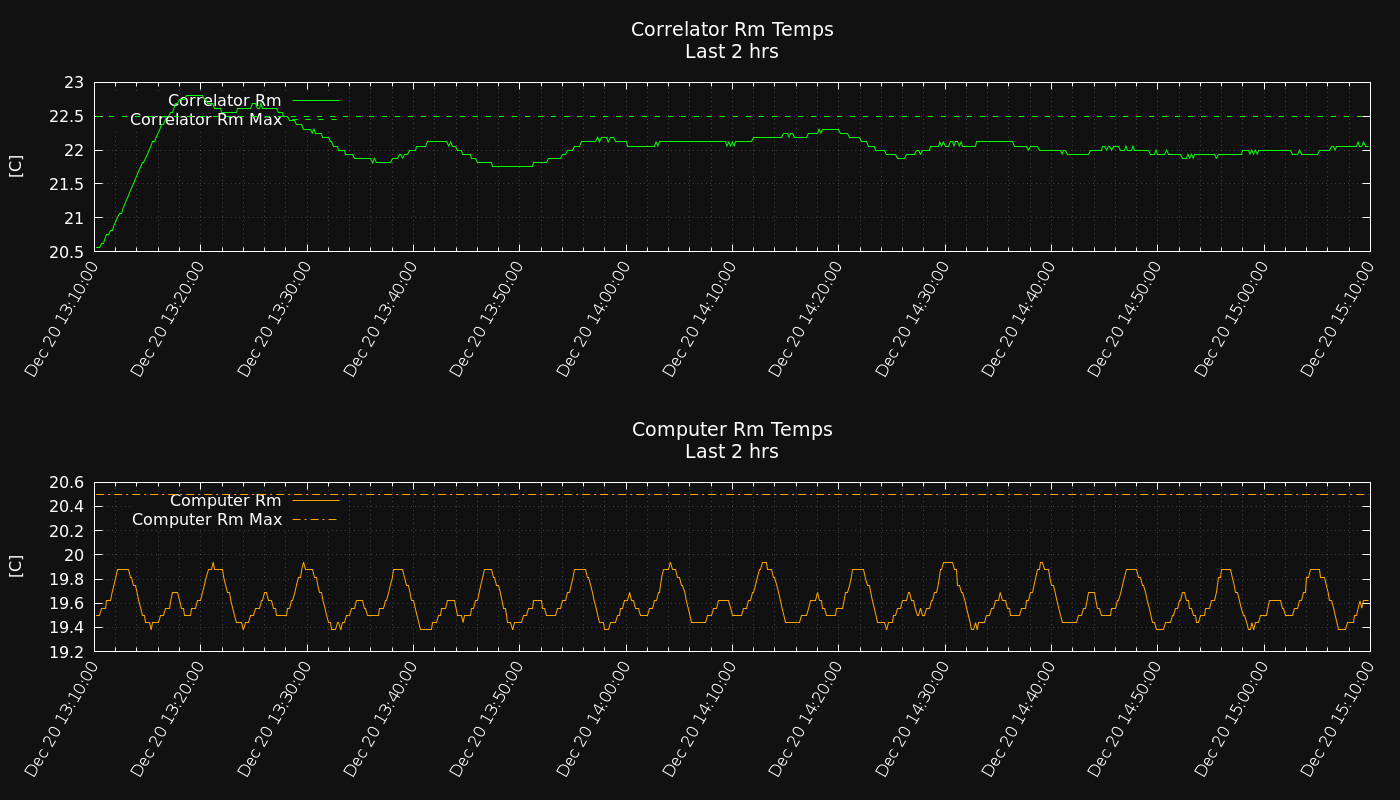 Correlator Rm Temps
Last 2 hrs
23
22.5
22
21.5
21
20.5
[C]
Correlator Rm
Correlator Rm Max
Dec 20 13:10:00
Dec 20 13:20:00
Dec 20 13:30:00
Dec 20 13:40:00
Dec 20 13:50:00
Dec 20 14:00:00
Dec 20 14:10:00
Dec 20 14:20:00
Dec 20 14:30:00
Dec 20 14:40:00
Dec 20 14:50:00
Dec 20 15:00:00
Dec 20 15:10:00
Computer Rm Temps
Last 2 hrs
20.6
20.4
20.2
20
19.8
19.6
19.4
19.2
[C]
Computer Rm
Computer Rm Max
Dec 20 13:10:00
Dec 20 13:20:00
Dec 20 13:30:00
Dec 20 13:40:00
Dec 20 13:50:00
Dec 20 14:00:00
Dec 20 14:10:00
Dec 20 14:20:00
Dec 20 14:30:00
Dec 20 14:40:00
Dec 20 14:50:00
Dec 20 15:00:00
Dec 20 15:10:00